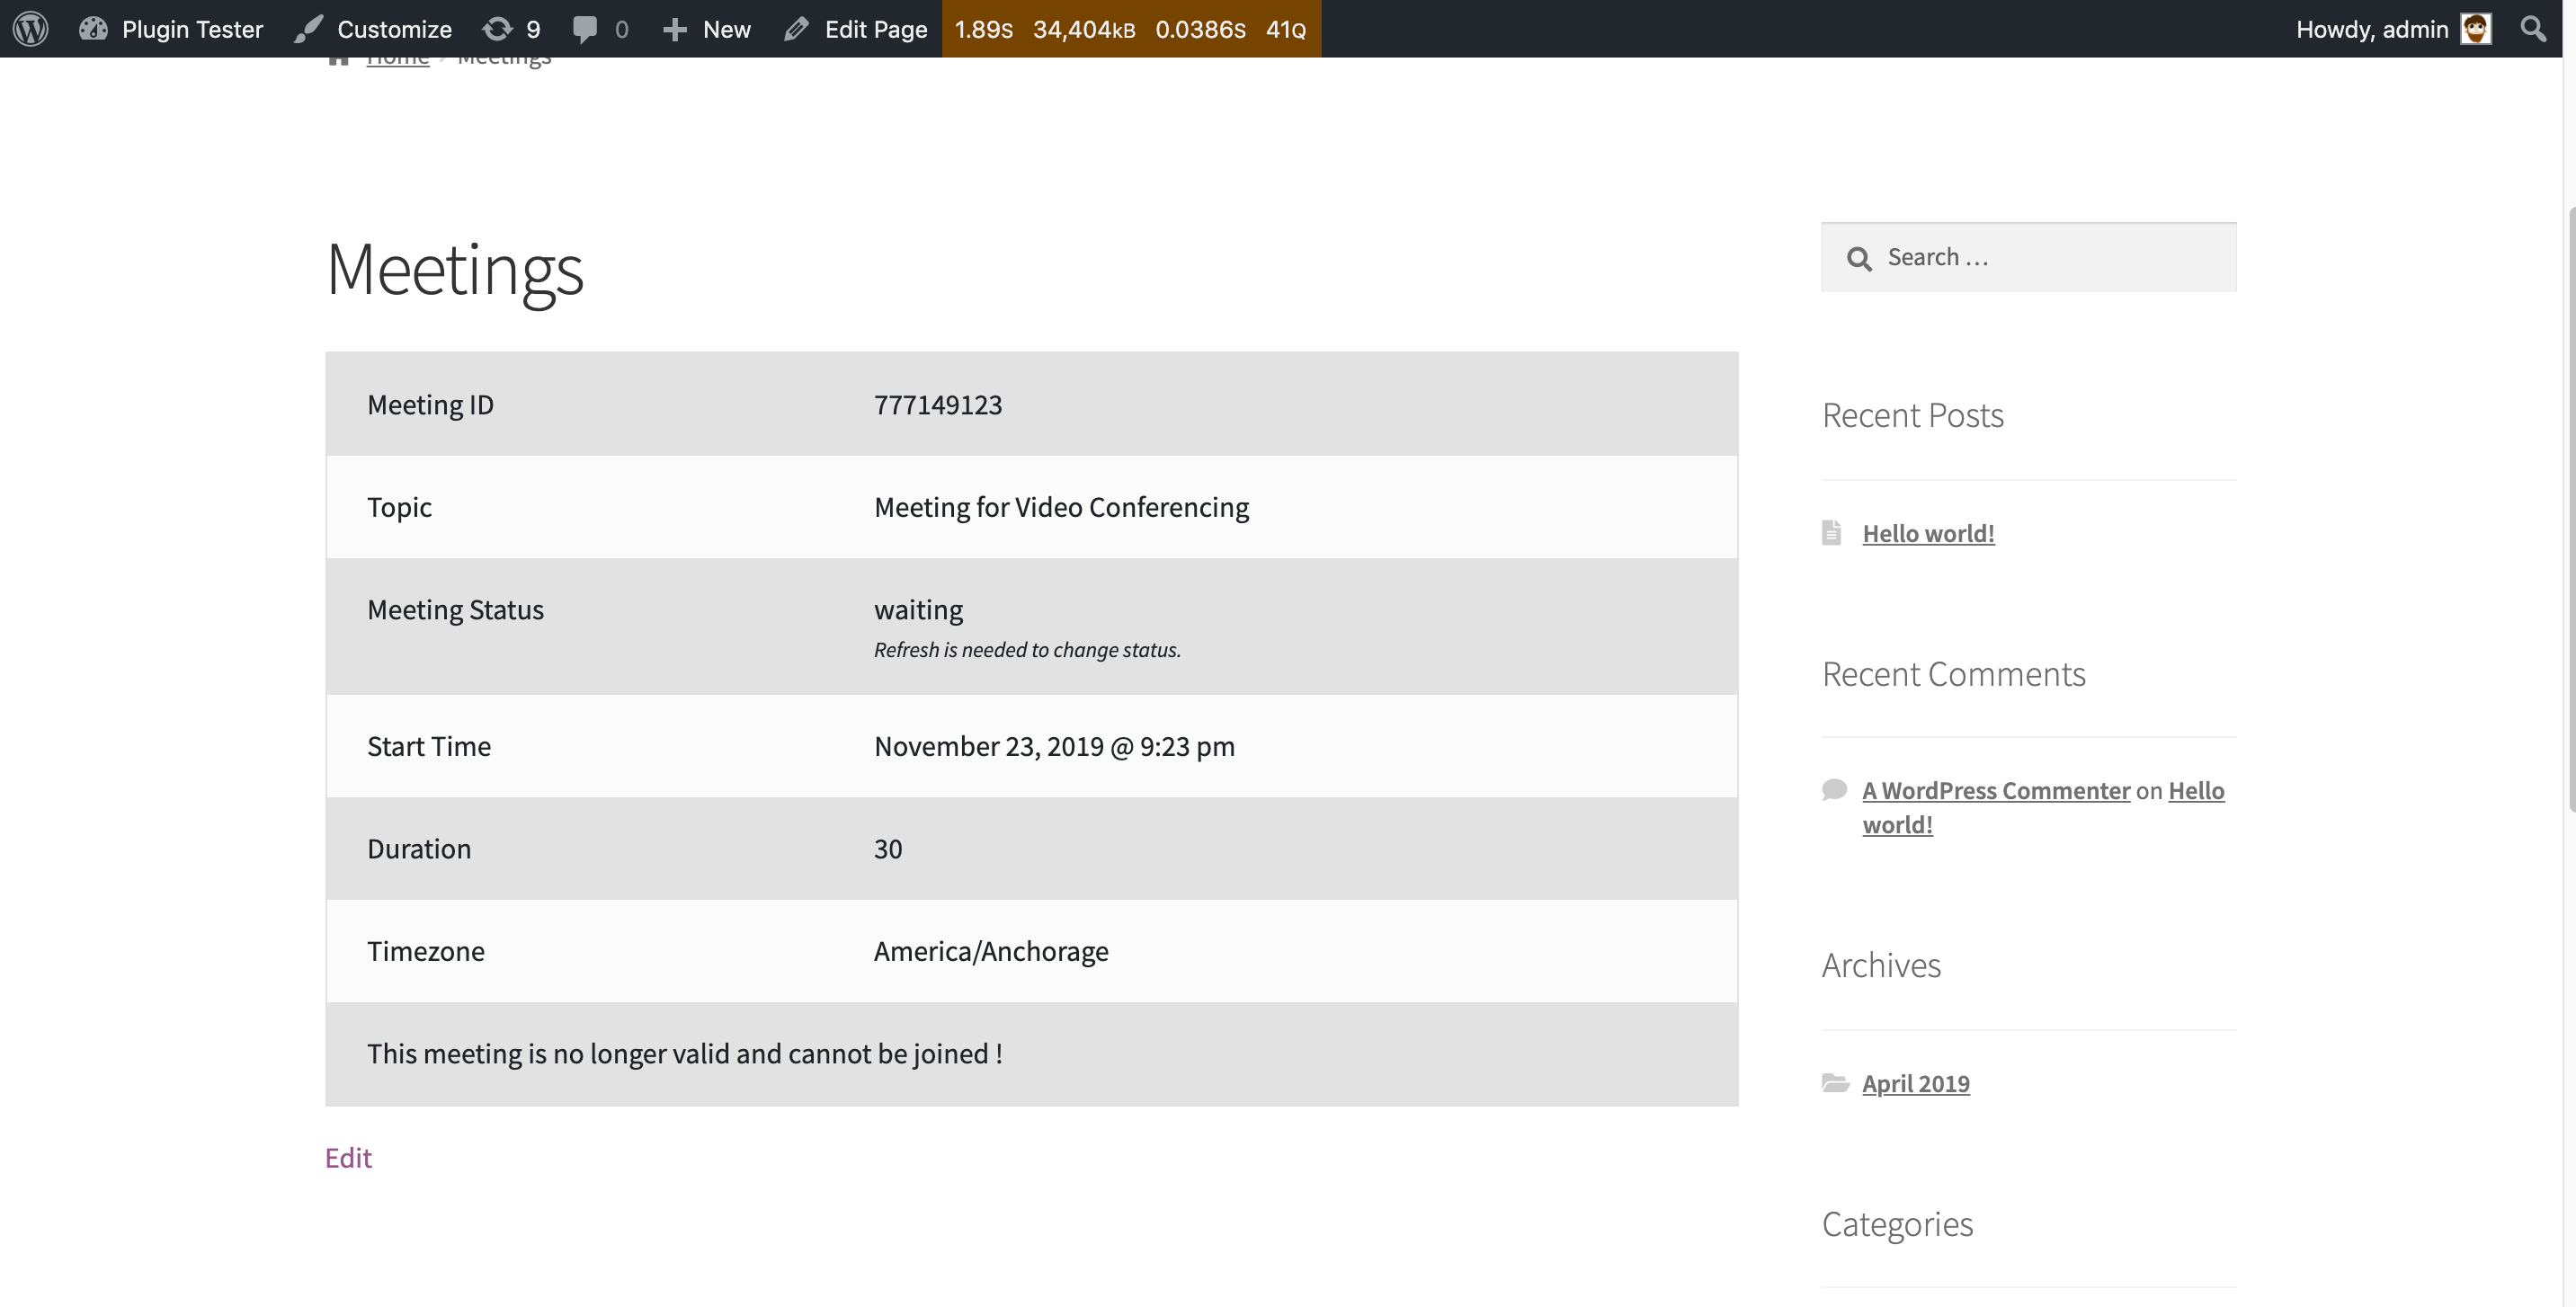 Plugin Tester Customize 9 0 New Edit Page 1.89S 34,404KB 0.0386S 41Q Howdy, admin
Home Meetings
Meetings
Meeting ID 777149123
Topic Meeting for Video Conferencing
Meeting Status waiting
Refresh is needed to change status.
Start Time November 23, 2019 @ 9:23 pm
Duration 30
Timezone America/Anchorage
This meeting is no longer valid and cannot be joined !
Edit
Search …
Recent Posts
Hello world!
Recent Comments
A WordPress Commenter on Hello
world!
Archives
April 2019
Categories